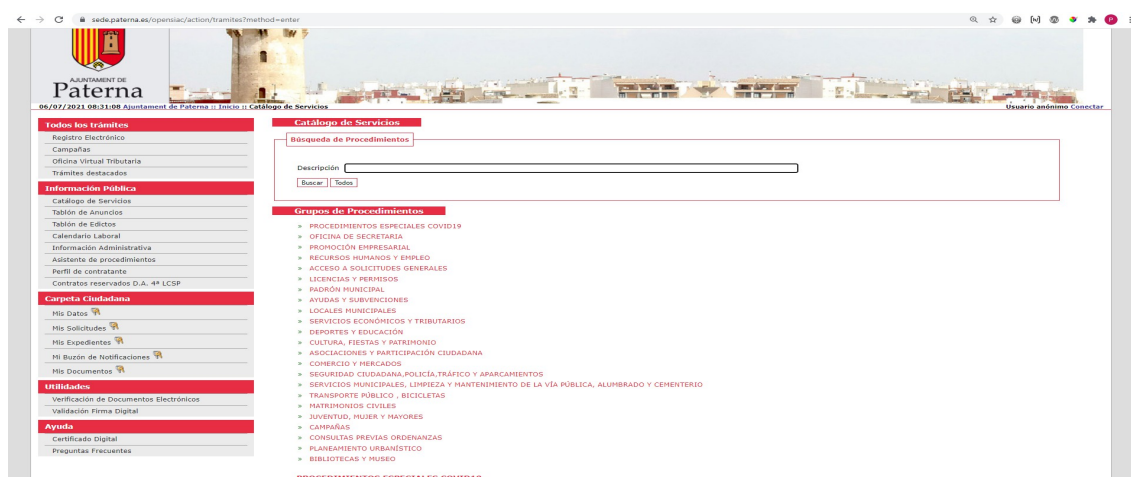 sede.paterna.es/opensiac/action/tramites?method=enter
AJUNTAMENT DE
Paterna
06/07/2021 08:31:08 Ajuntament de Paterna :: Inicio :: Catálogo de Servicios
Usuario anónimo Conectar
Todos los trámites
Registro Electrónico
Campañas
Oficina Virtual Tributaria
Trámites destacados
Información Pública
Catálogo de Servicios
Tablón de Anuncios
Tablón de Edictos
Calendario Laboral
Información Administrativa
Asistente de procedimientos
Perfil de contratante
Contratos reservados D.A. 4ª LCSP
Carpeta Ciudadana
Mis Datos
Mis Solicitudes
Mis Expedientes
Mi Buzón de Notificaciones
Mis Documentos
Utilidades
Verificación de Documentos Electrónicos
Validación Firma Digital
Ayuda
Certificado Digital
Preguntas Frecuentes
Catálogo de Servicios
Búsqueda de Procedimientos
Descripción
Buscar Todos
Grupos de Procedimientos
» PROCEDIMIENTOS ESPECIALES COVID19
» OFICINA DE SECRETARIA
» PROMOCIÓN EMPRESARIAL
» RECURSOS HUMANOS Y EMPLEO
» ACCESO A SOLICITUDES GENERALES
» LICENCIAS Y PERMISOS
» PADRÓN MUNICIPAL
» AYUDAS Y SUBVENCIONES
» LOCALES MUNICIPALES
» SERVICIOS ECONÓMICOS Y TRIBUTARIOS
» DEPORTES Y EDUCACIÓN
» CULTURA, FIESTAS Y PATRIMONIO
» ASOCIACIONES Y PARTICIPACIÓN CIUDADANA
» COMERCIO Y MERCADOS
» SEGURIDAD CIUDADANA,POLICÍA,TRÁFICO Y APARCAMIENTOS
» SERVICIOS MUNICIPALES, LIMPIEZA Y MANTENIMIENTO DE LA VÍA PÚBLICA, ALUMBRADO Y CEMENTERIO
» TRANSPORTE PÚBLICO , BICICLETAS
» MATRIMONIOS CIVILES
» JUVENTUD, MUJER Y MAYORES
» CAMPAÑAS
» CONSULTAS PREVIAS ORDENANZAS
» PLANEAMIENTO URBANÍSTICO
» BIBLIOTECAS Y MUSEO
PROCEDIMIENTOS ESPECIALES COVID19